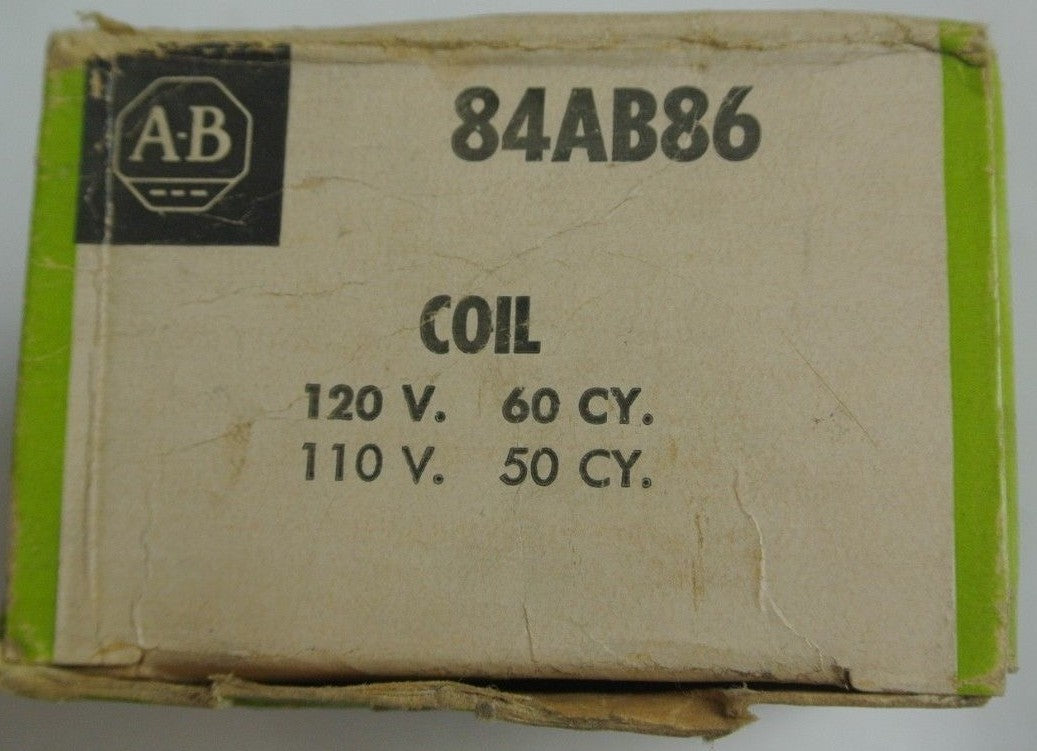 A-B
84AB86
COIL
120 V. 60 CY.
110 V. 50 CY.